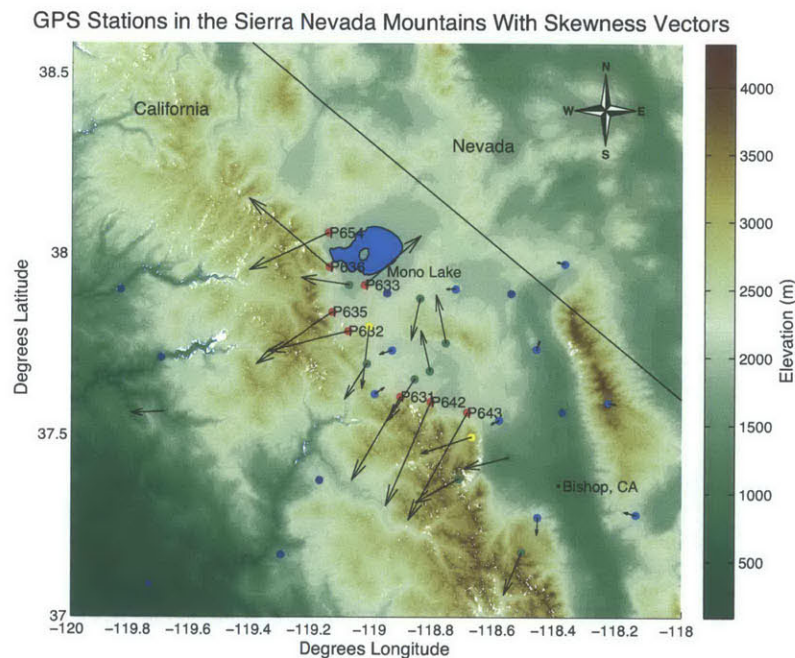 GPS Stations in the Sierra Nevada Mountains With Skewness Vectors
38.5
California
N
W
E
S
Nevada
4000
3500
3000
2500
2000
1500
1000
500
Elevation (m)
P654
38
P636
Mono Lake
P633
P635
P632
Degrees Latitude
P631
P642
P643
37.5
Bishop, CA
37
−120
−119.8
−119.6
−119.4
−119.2
−119
−118.8
−118.6
−118.4
−118.2
−118
Degrees Longitude